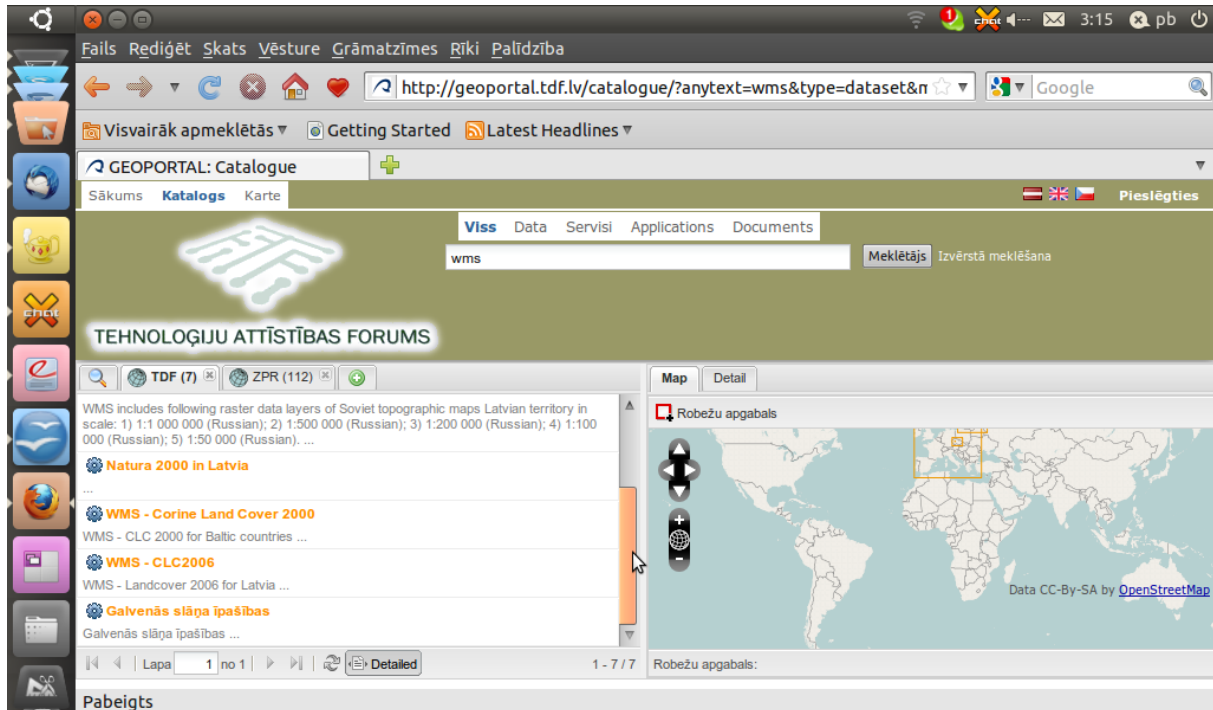 1
chat
3:15
pb
Fails Rediģēt Skats Vēsture Grāmatzīmes Rīki Palīdzība
http://geoportal.tdf.lv/catalogue/?anytext=wms&type=dataset&n
Google
Visvairāk apmeklētās
Getting Started
Latest Headlines
GEOPORTAL: Catalogue
Sākums Katalogs Karte
Pieslēgties
Viss Data Servisi Applications Documents
wms
Meklētājs
Izvērstā meklēšana
TEHNOLOĢIJU ATTĪSTĪBAS FORUMS
TDF (7)
ZPR (112)
WMS includes following raster data layers of Soviet topographic maps Latvian territory in
scale: 1) 1:1 000 000 (Russian); 2) 1:500 000 (Russian); 3) 1:200 000 (Russian); 4) 1:100
000 (Russian); 5) 1:50 000 (Russian). ...
Natura 2000 in Latvia
...
WMS - Corine Land Cover 2000
WMS - CLC 2000 for Baltic countries ...
WMS - CLC2006
WMS - Landcover 2006 for Latvia ...
Galvenās slāņa īpašības
Galvenās slāņa īpašības ...
Lapa 1 no 1
Detailed
1 - 7 / 7
Map Detail
Robežu apgabals
Data CC-By-SA by OpenStreetMap
Robežu apgabals:
Pabeigts